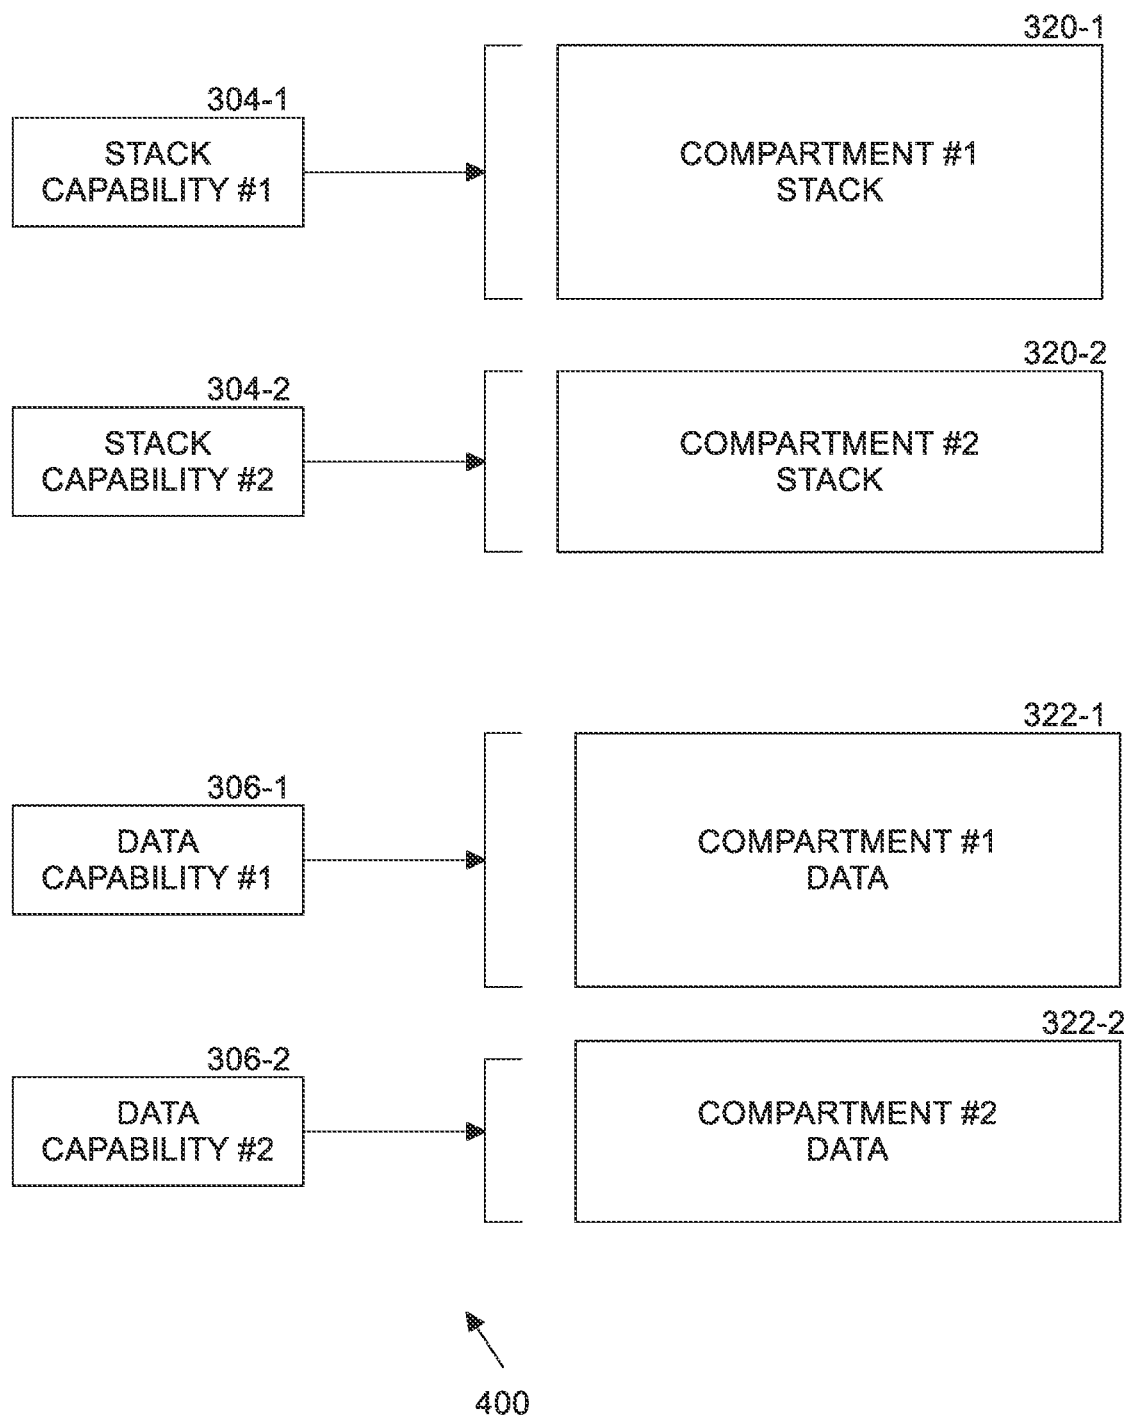 320-1
304-1
STACK
CAPABILITY #1
COMPARTMENT #1
STACK
320-2
304-2
STACK
CAPABILITY #2
COMPARTMENT #2
STACK
322-1
306-1
DATA
CAPABILITY #1
COMPARTMENT #1
DATA
322-2
306-2
DATA
CAPABILITY #2
COMPARTMENT #2
DATA
400